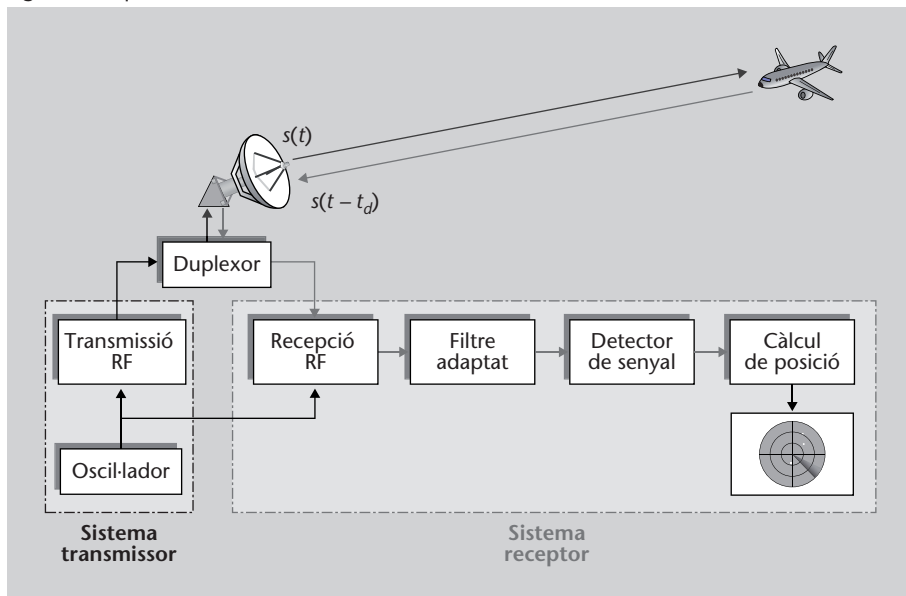 s(t)
s(t – t_d)
Duplexor
Transmissió
RF
Recepció
RF
Filtre
adaptat
Detector
de senyal
Càlcul
de posició
Oscil·lador
Sistema
transmissor
Sistema
receptor